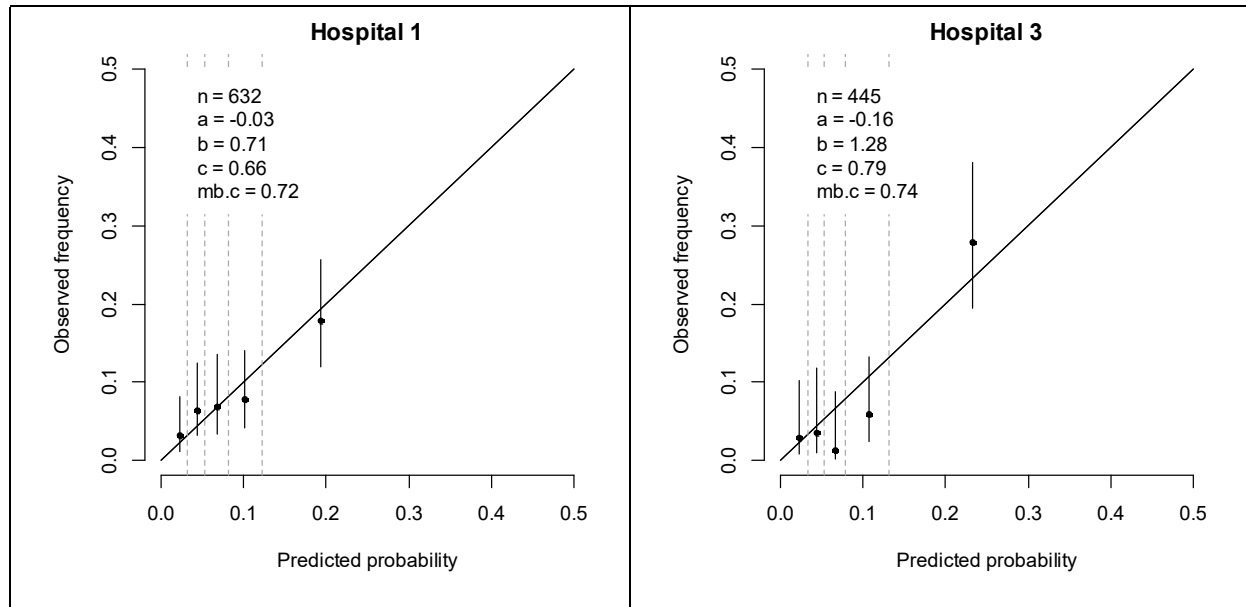 Hospital 1
0.5
0.4
0.3
0.2
0.1
0.0
Observed frequency
n = 632
a = -0.03
b = 0.71
c = 0.66
mb.c = 0.72
0.0 0.1 0.2 0.3 0.4 0.5
Predicted probability
Hospital 3
0.5
0.4
0.3
0.2
0.1
0.0
Observed frequency
n = 445
a = -0.16
b = 1.28
c = 0.79
mb.c = 0.74
0.0 0.1 0.2 0.3 0.4 0.5
Predicted probability